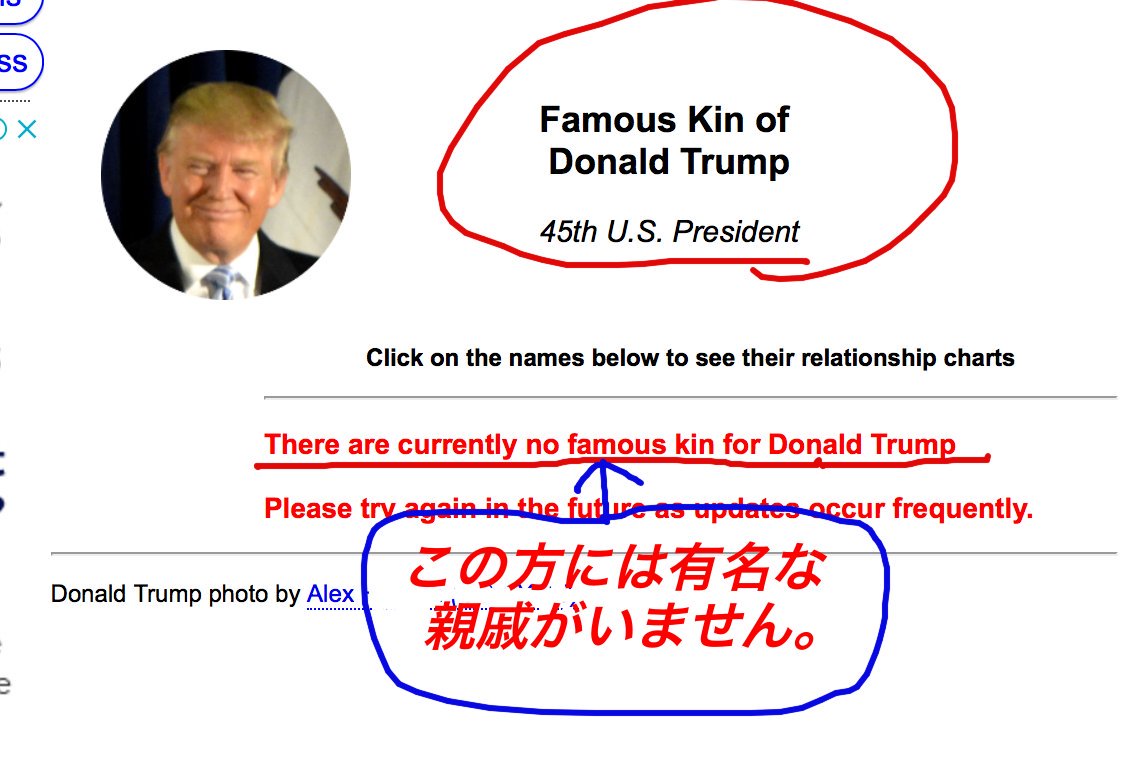 SS
Famous Kin of
Donald Trump
45th U.S. President
Click on the names below to see their relationship charts
There are currently no famous kin for Donald Trump
Please try again in the future as updates occur frequently.
この方には有名な
親戚がいません。
Donald Trump photo by Alex
e